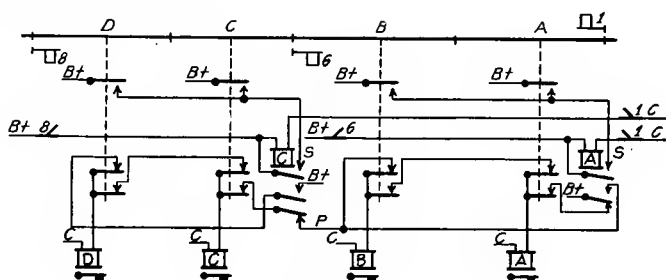 D C B A 1
8 6
B+ B+ B+ B+
1 C
B+ 8 B+ 6 1 C
C S A S
B+ B+
P
C C C C
D C B A